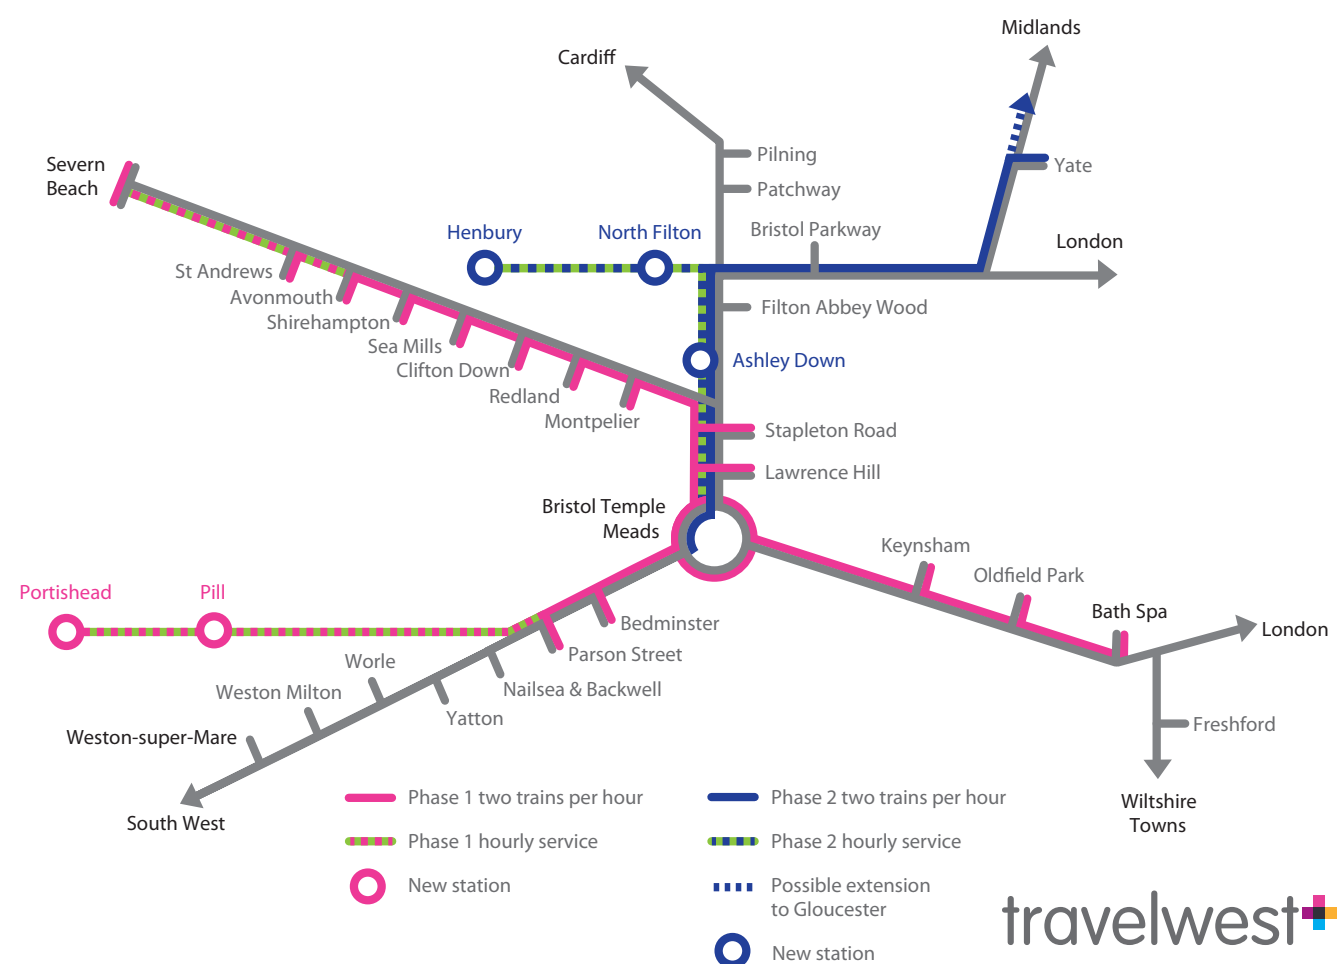 Midlands
Cardiff
Severn
Beach
Pilning
Yate
Patchway
Henbury
North Filton
Bristol Parkway
London
St Andrews
Avonmouth
Shirehampton
Filton Abbey Wood
Sea Mills
Clifton Down
Ashley Down
Redland
Montpelier
Stapleton Road
Lawrence Hill
Bristol Temple
Meads
Keynsham
Oldfield Park
Portishead
Pill
Bath Spa
Bedminster
London
Parson Street
Worle
Nailsea & Backwell
Weston Milton
Yatton
Freshford
Weston-super-Mare
South West
Wiltshire
Towns
Phase 1 two trains per hour
Phase 1 hourly service
New station
Phase 2 two trains per hour
Phase 2 hourly service
Possible extension
to Gloucester
New station
travelwest